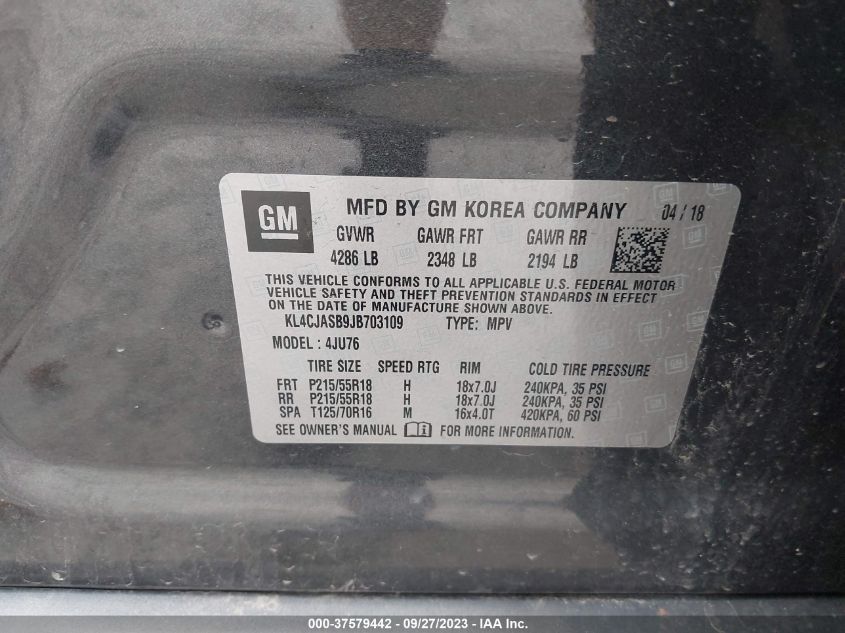 GM
MFD BY GM KOREA COMPANY 04 / 18
GVWR GAWR FRT GAWR RR
4286 LB 2348 LB 2194 LB
THIS VEHICLE CONFORMS TO ALL APPLICABLE U.S. FEDERAL MOTOR
VEHICLE SAFETY AND THEFT PREVENTION STANDARDS IN EFFECT
ON THE DATE OF MANUFACTURE SHOWN ABOVE.
KL4CJASB9JB703109 TYPE: MPV
MODEL : 4JU76
TIRE SIZE SPEED RTG RIM COLD TIRE PRESSURE
FRT P215/55R18 H 18x7.0J 240KPA, 35 PSI
RR P215/55R18 H 18x7.0J 240KPA, 35 PSI
SPA T125/70R16 M 16x4.0T 420KPA, 60 PSI
SEE OWNER'S MANUAL FOR MORE INFORMATION.
000-37579442 - 09/27/2023 - IAA Inc.